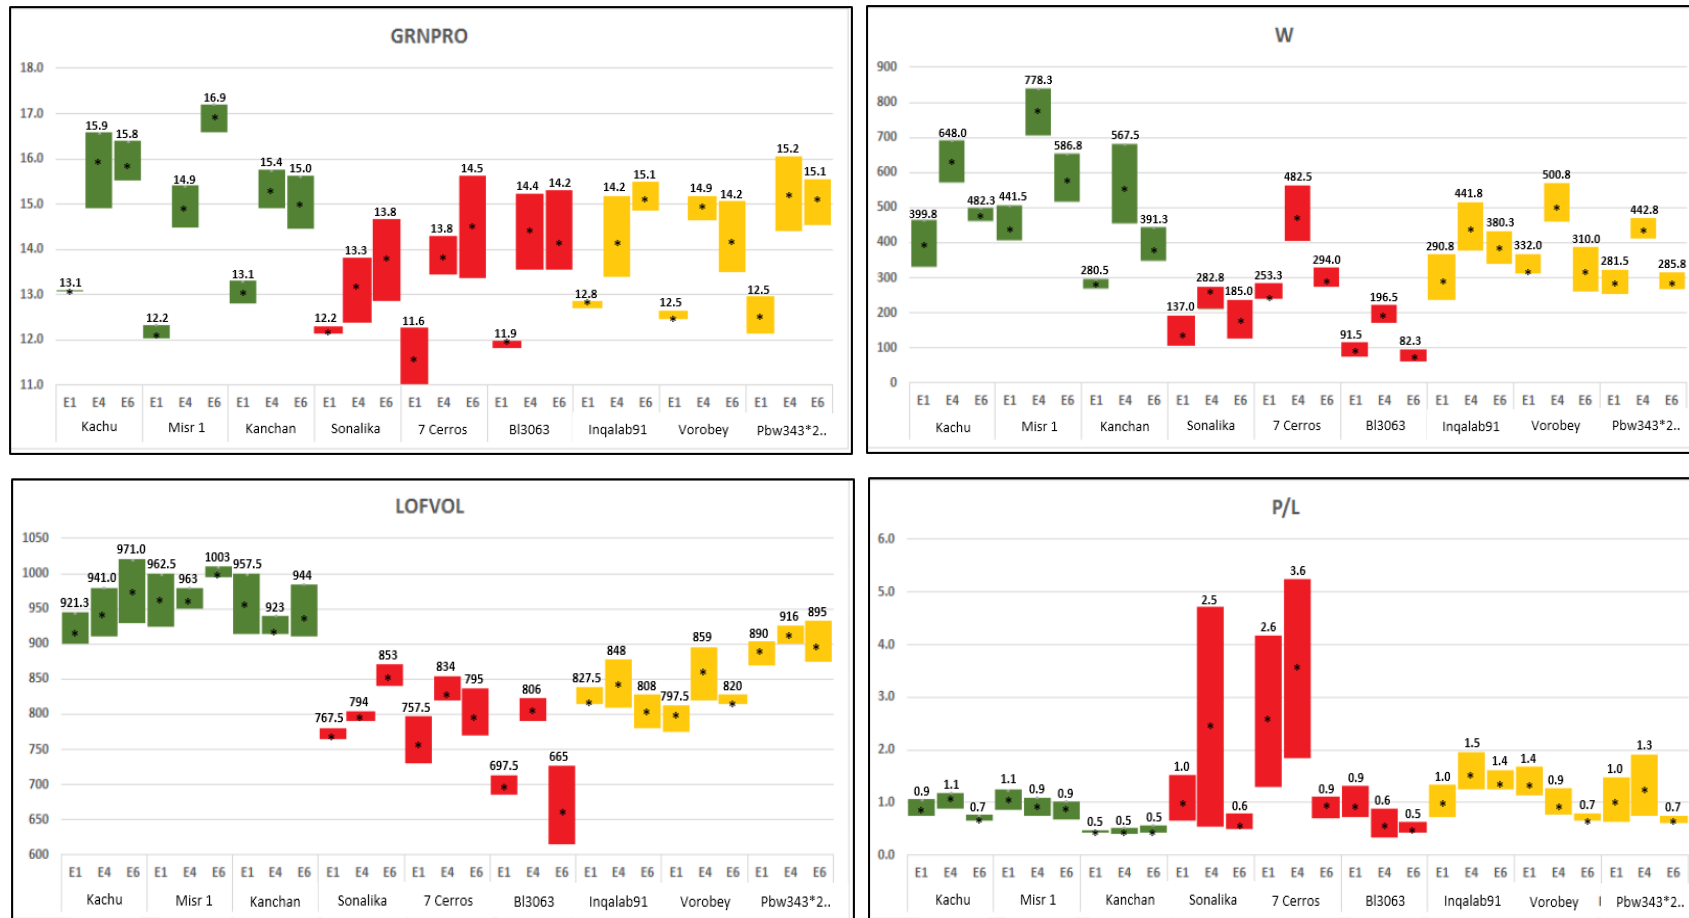 GRNPRO
18.0
17.0
16.0
15.0
14.0
13.0
12.0
11.0
13.1 15.9 15.8 12.2 14.9 16.9 13.1 15.4 15.0 12.2 13.3 13.8 11.6 13.8 14.5 11.9 14.4 14.2 12.8 14.2 15.1 12.5 14.9 14.2 12.5 15.2 15.1
E1 E4 E6 E1 E4 E6 E1 E4 E6 E1 E4 E6 E1 E4 E6 E1 E4 E6 E1 E4 E6 E1 E4 E6 E1 E4 E6
Kachu Misr 1 Kanchan Sonalika 7 Cerros Bl3063 Inqalab91 Vorobey Pbw343*2..
W
900
800
700
600
500
400
300
200
100
0
399.8 648.0 482.3 441.5 778.3 586.8 280.5 567.5 391.3 137.0 282.8 185.0 253.3 482.5 294.0 91.5 196.5 82.3 290.8 441.8 380.3 332.0 500.8 310.0 281.5 442.8 285.8
E1 E4 E6 E1 E4 E6 E1 E4 E6 E1 E4 E6 E1 E4 E6 E1 E4 E6 E1 E4 E6 E1 E4 E6 E1 E4 E6
Kachu Misr 1 Kanchan Sonalika 7 Cerros Bl3063 Inqalab91 Vorobey Pbw343*2..
LOFVOL
1050
1000
950
900
850
800
750
700
650
600
921.3 941.0 971.0 962.5 963 1003 957.5 923 944 767.5 794 853 757.5 834 795 697.5 806 665 827.5 848 808 797.5 859 820 890 916 895
E1 E4 E6 E1 E4 E6 E1 E4 E6 E1 E4 E6 E1 E4 E6 E1 E4 E6 E1 E4 E6 E1 E4 E6 E1 E4 E6
Kachu Misr 1 Kanchan Sonalika 7 Cerros Bl3063 Inqalab91 Vorobey Pbw343*2..
P/L
6.0
5.0
4.0
3.0
2.0
1.0
0.0
0.9 1.1 0.7 1.1 0.9 0.9 0.5 0.5 0.5 1.0 2.5 0.6 2.6 3.6 0.9 0.9 0.6 0.5 1.0 1.5 1.4 1.4 0.9 0.7 1.0 1.3 0.7
E1 E4 E6 E1 E4 E6 E1 E4 E6 E1 E4 E6 E1 E4 E6 E1 E4 E6 E1 E4 E6 E1 E4 E6 E1 E4 E6
Kachu Misr 1 Kanchan Sonalika 7 Cerros Bl3063 Inqalab91 Vorobey Pbw343*2..